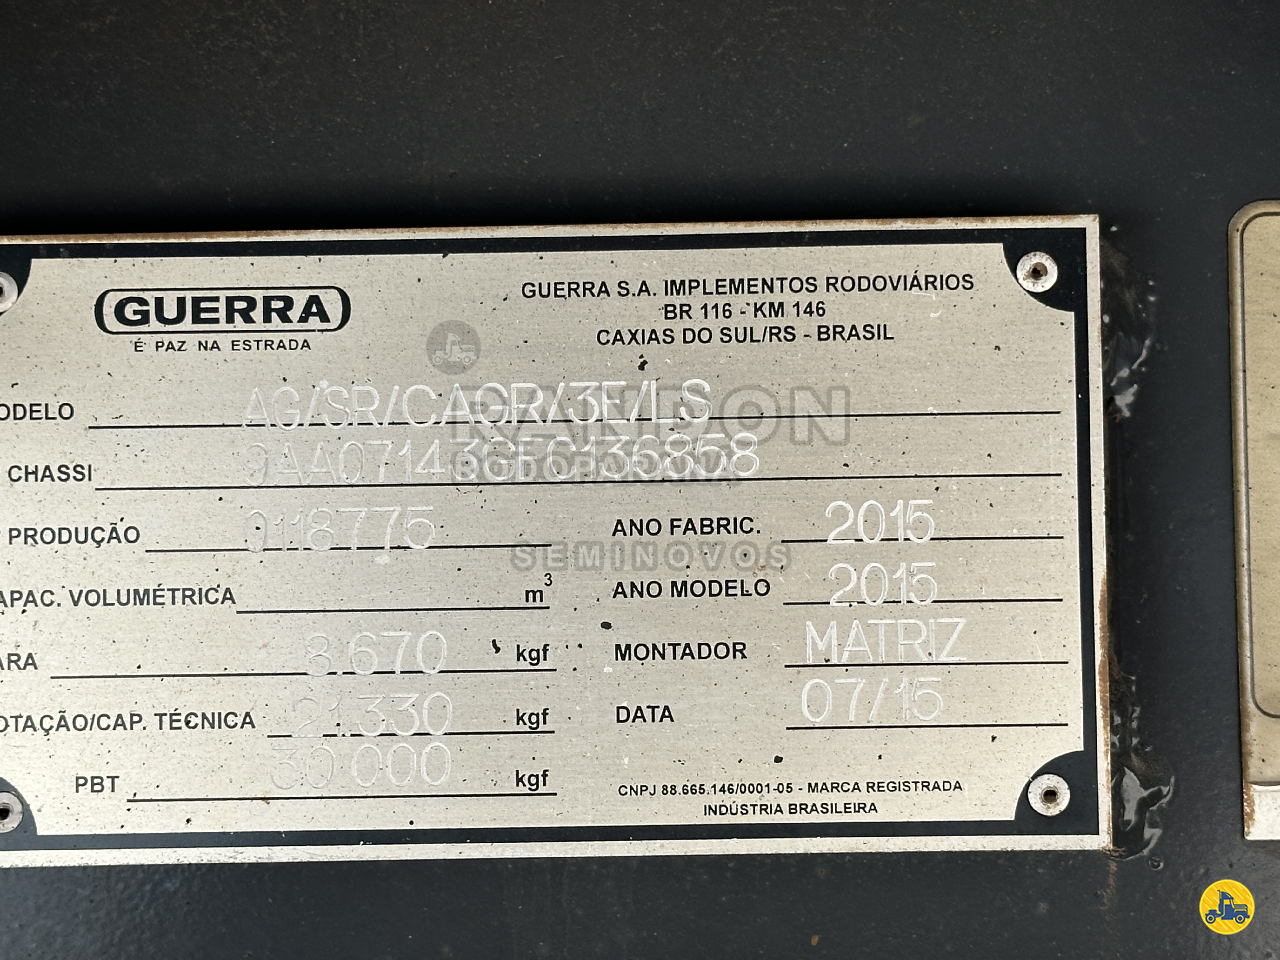 GUERRA
É PAZ NA ESTRADA
GUERRA S.A. IMPLEMENTOS RODOVIÁRIOS
BR 116 - KM 146
CAXIAS DO SUL/RS - BRASIL
ODELO AG/SR/CAGR/3E/LS
CHASSI 9AA07143GFC136858
PRODUÇÃO 0118775
ANO FABRIC. 2015
APAC. VOLUMÉTRICA m³
ANO MODELO 2015
ARA 8.670 kgf
MONTADOR MATRIZ
OTAÇÃO/CAP. TÉCNICA 21.330 kgf
DATA 07/15
PBT 30.000 kgf
CNPJ 88.665.146/0001-05 - MARCA REGISTRADA
INDÚSTRIA BRASILEIRA
RANDON
RODOPARANÁ
SEMINOVOS